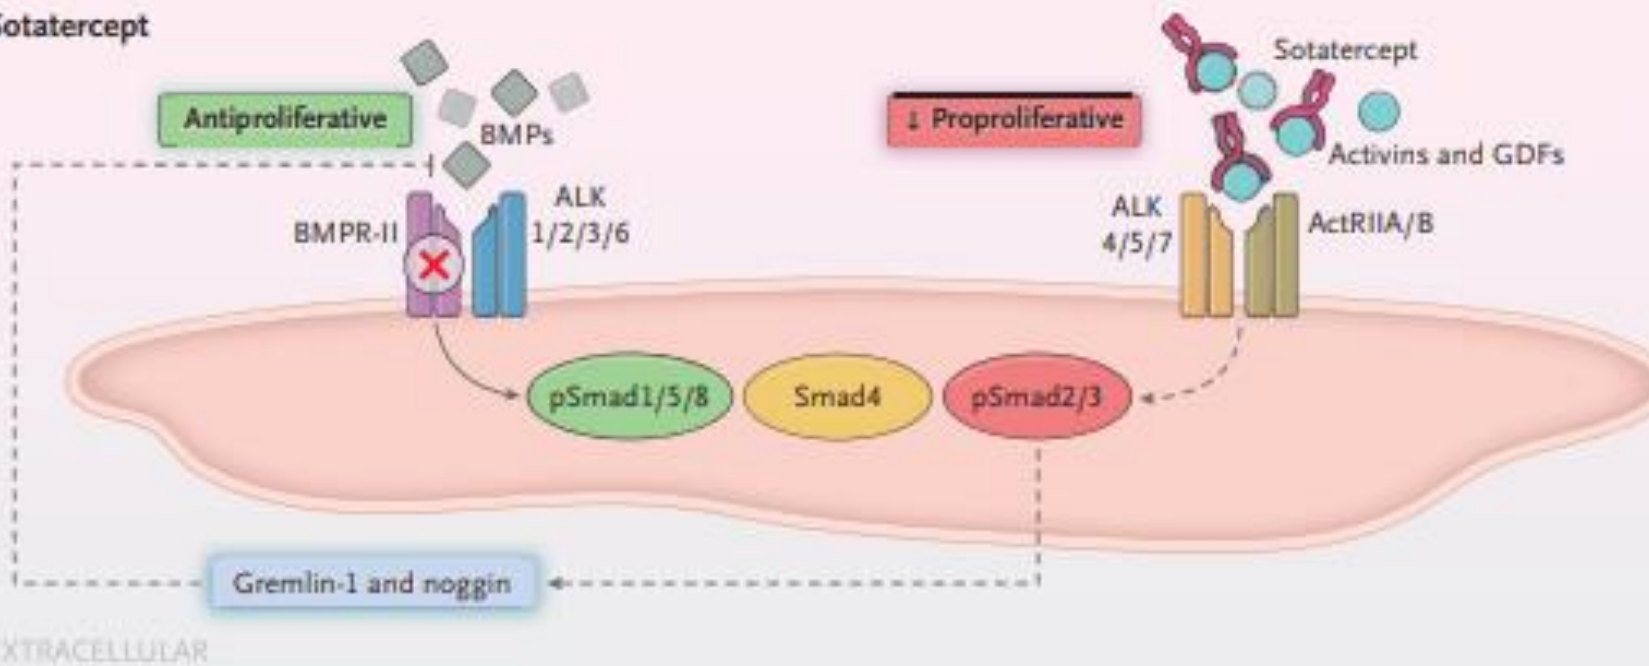 Sotatercept
Sotatercept
Antiproliferative
↓ Proproliferative
BMPs
Activins and GDFs
BMPR-II
ALK
1/2/3/6
ALK
4/5/7
ActRIIA/B
pSmad1/5/8
Smad4
pSmad2/3
Gremlin-1 and noggin
EXTRACELLULAR